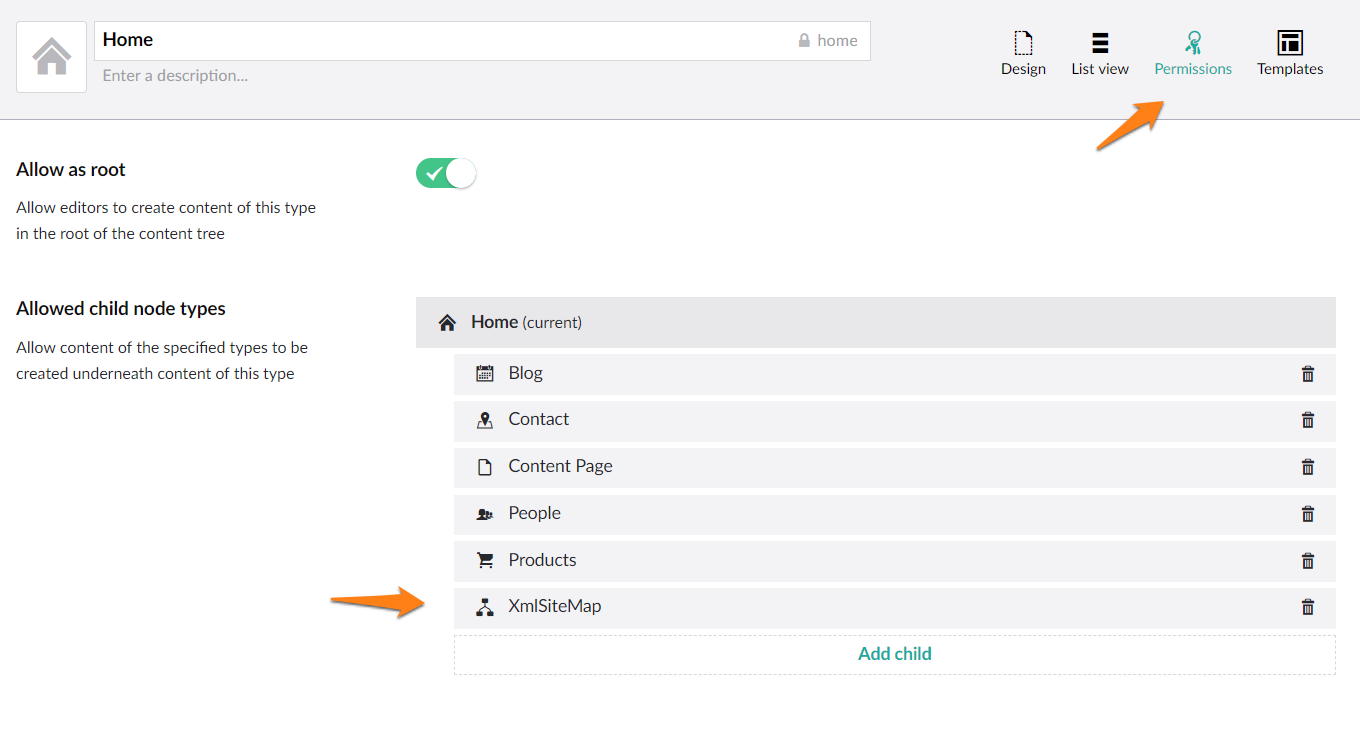 Home
home
Enter a description...
Design
List view
Permissions
Templates
Allow as root
Allow editors to create content of this type
in the root of the content tree
Allowed child node types
Allow content of the specified types to be
created underneath content of this type
Home (current)
Blog
Contact
Content Page
People
Products
XmlSiteMap
Add child